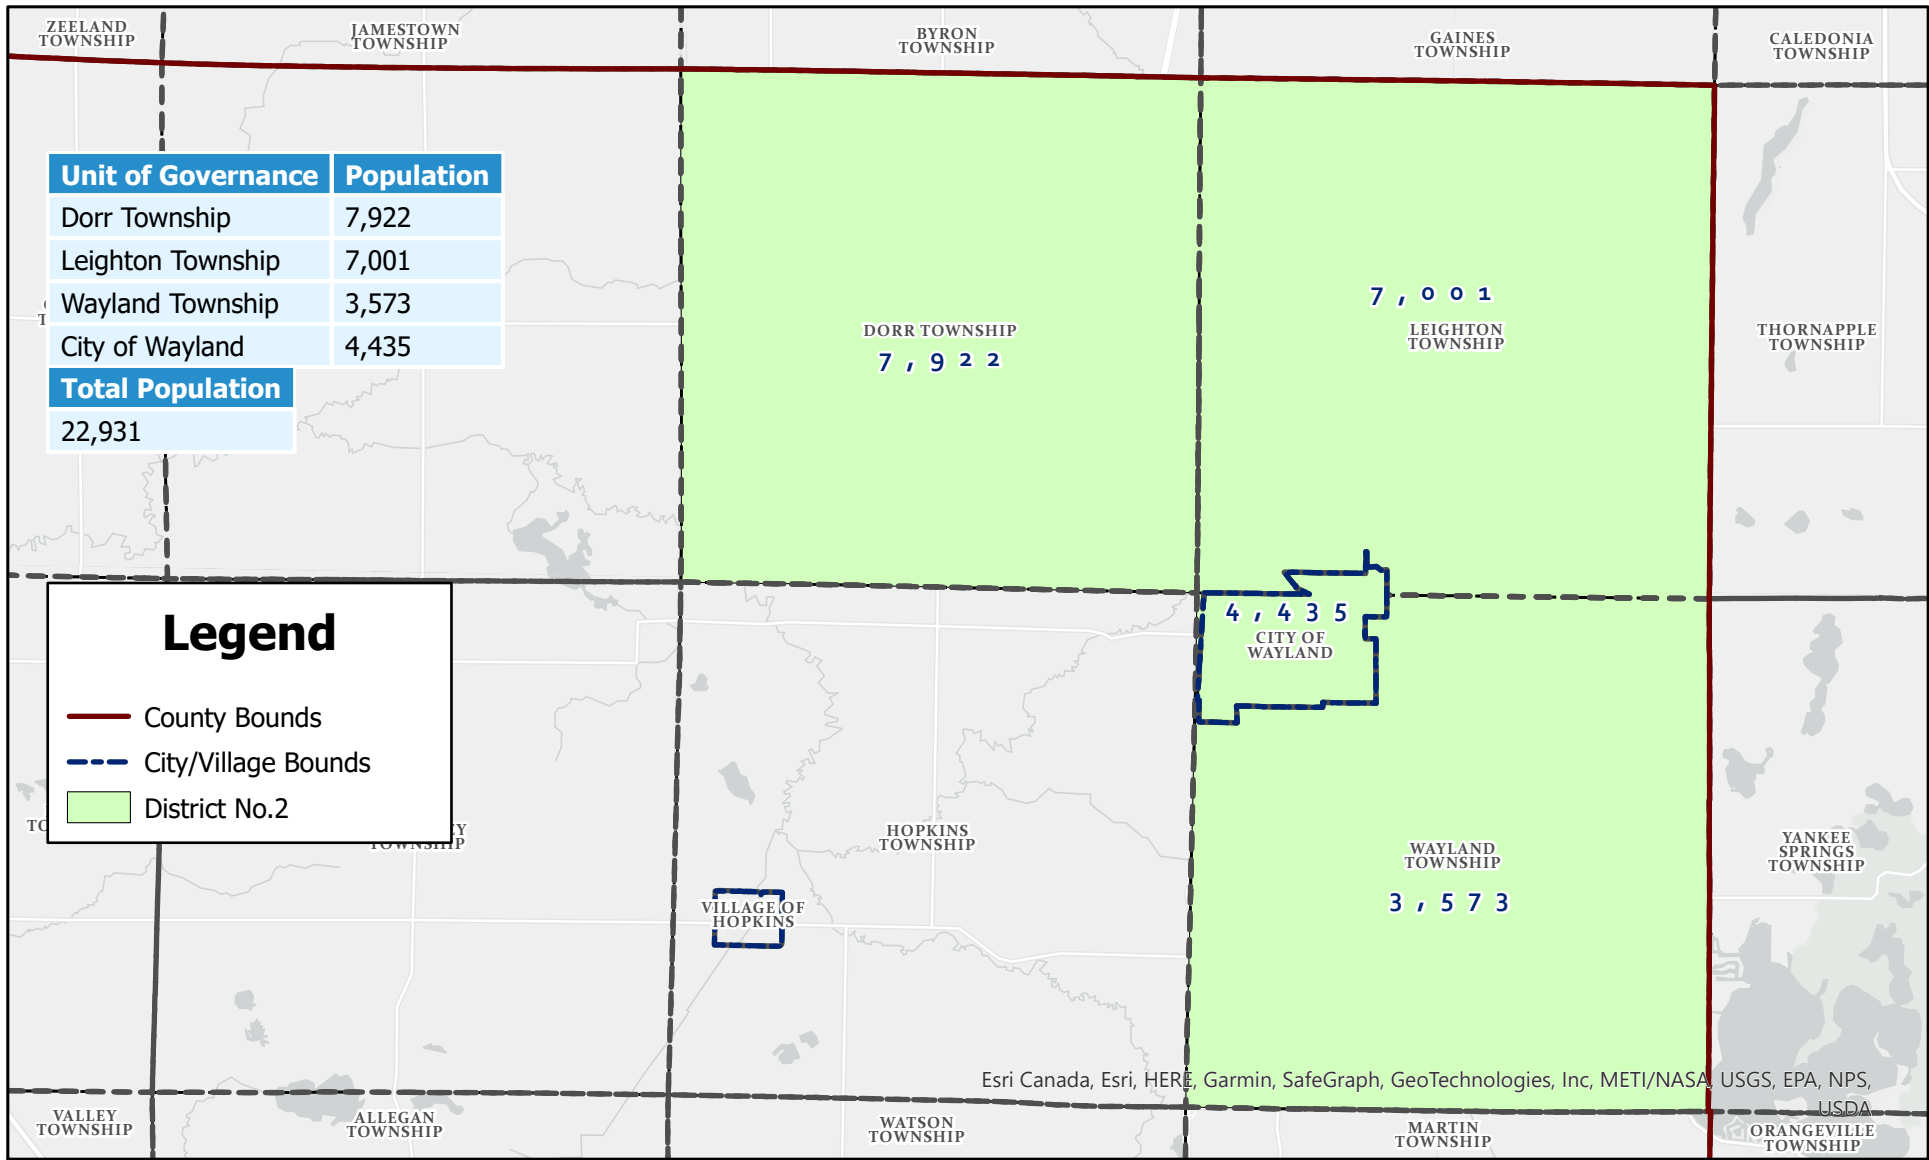 ZEELAND
TOWNSHIP
JAMESTOWN
TOWNSHIP
BYRON
TOWNSHIP
GAINES
TOWNSHIP
CALEDONIA
TOWNSHIP
Unit of Governance Population
Dorr Township 7,922
Leighton Township 7,001
Wayland Township 3,573
City of Wayland 4,435
Total Population
22,931
DORR TOWNSHIP
7,922
7,001
LEIGHTON
TOWNSHIP
THORNAPPLE
TOWNSHIP
4,435
CITY OF
WAYLAND
Legend
County Bounds
City/Village Bounds
District No.2
TOWNSHIP
HOPKINS
TOWNSHIP
WAYLAND
TOWNSHIP
3,573
YANKEE
SPRINGS
TOWNSHIP
VILLAGE OF
HOPKINS
Esri Canada, Esri, HERE, Garmin, SafeGraph, GeoTechnologies, Inc, METI/NASA, USGS, EPA, NPS,
USDA
VALLEY
TOWNSHIP
ALLEGAN
TOWNSHIP
WATSON
TOWNSHIP
MARTIN
TOWNSHIP
ORANGEVILLE
TOWNSHIP